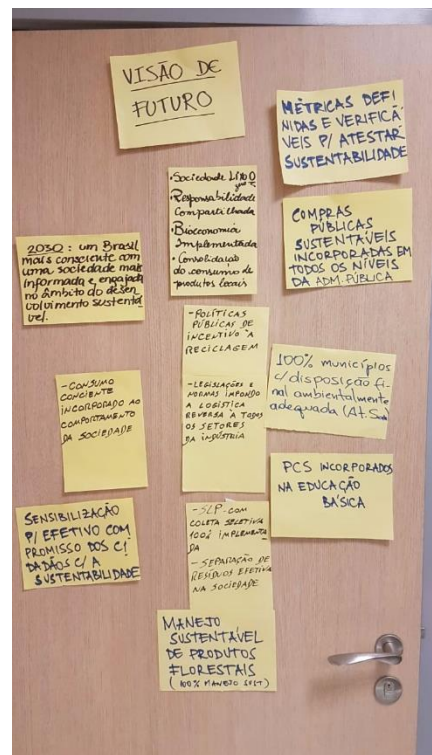 VISÃO DE
FUTURO
MÉTRICAS DEFI
NIDAS E VERIFICÁ
VEIS P/ ATESTAR
SUSTENTABILIDADE
• Sociedade Lixo 0
• Responsabilidade
Compartilhada
• Bioeconomia
Implementada
• Consolidação
do consumo de
produtos locais
COMPRAS
PÚBLICAS
SUSTENTÁVEIS
INCORPORADAS EM
TODOS OS NÍVEIS
DA ADM. PÚBLICA
2030: um Brasil
mais consciente com
uma sociedade mais
informada e engajada
no âmbito do desen
volvimento sustentá
vel.
- POLÍTICAS
PÚBLICAS DE
INCENTIVO À
RECICLAGEM
100% municípios
c/ disposição fi
nal ambientalmente
adequada
- CONSUMO
CONCIENTE
INCORPORADO AO
COMPORTAMENTO
DA SOCIEDADE
- LEGISLAÇÕES E
NORMAS IMPONDO
A LOGÍSTICA
REVERSA À TODOS
OS SETORES
DA INDÚSTRIA
PCS INCORPORADOS
NA EDUCAÇÃO
BÁSICA
SENSIBILIZAÇÃO
P/ EFETIVO COM
PROMISSO DOS CI
DADÃOS C/ A
SUSTENTABILIDADE
- SLP COM
COLETA SELETIVA
100% IMPLEMENTA
DA
- SEPARAÇÃO DE
RESÍDUOS EFETIVA
NA SOCIEDADE
MANEJO
SUSTENTÁVEL
DE PRODUTOS
FLORESTAIS
(100% MANEJO SUST)